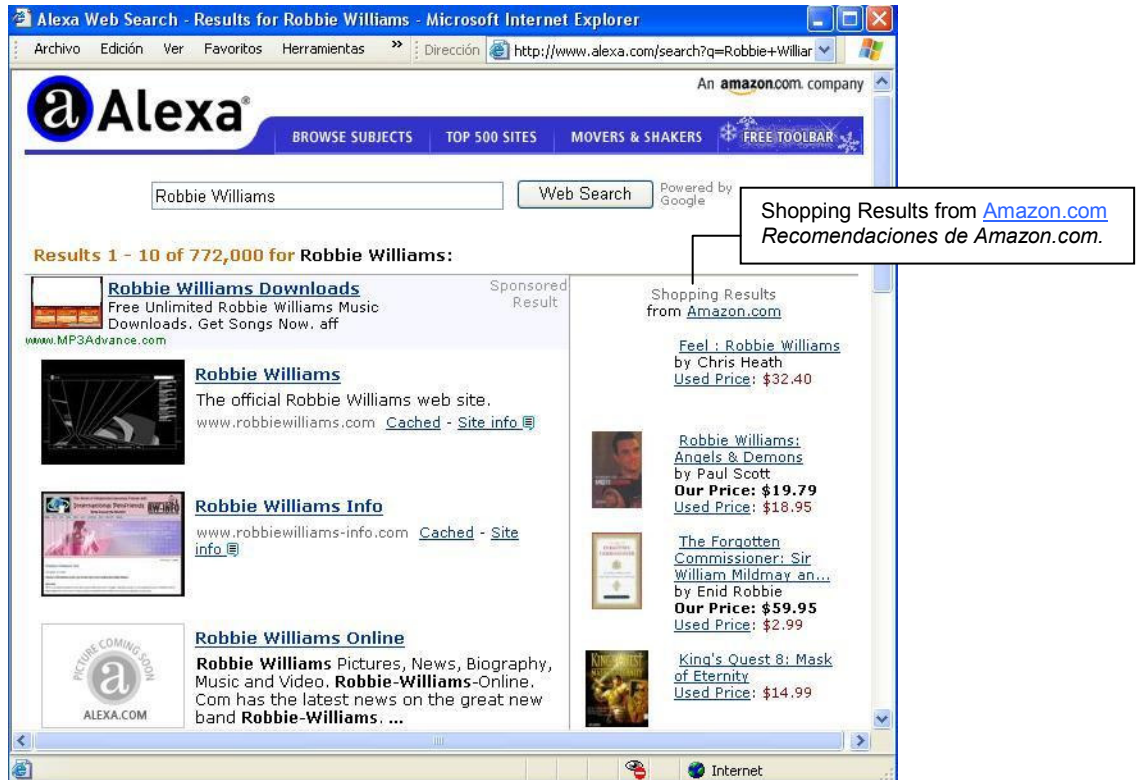 Alexa Web Search - Results for Robbie Williams - Microsoft Internet Explorer
Archivo Edición Ver Favoritos Herramientas » Dirección http://www.alexa.com/search?q=Robbie+Williar
An amazon.com. company
a Alexa®
BROWSE SUBJECTS TOP 500 SITES MOVERS & SHAKERS FREE TOOLBAR
Robbie Williams Web Search Powered by
Google
Shopping Results from Amazon.com
Recomendaciones de Amazon.com.
Results 1 - 10 of 772,000 for Robbie Williams:
Robbie Williams Downloads
Sponsored
Result
Free Unlimited Robbie Williams Music
Downloads. Get Songs Now. aff
www.MP3Advance.com
Robbie Williams
The official Robbie Williams web site.
www.robbiewilliams.com Cached - Site info
Robbie Williams Info
www.robbiewilliams-info.com Cached - Site
info
PICTURE COMING SOON
a
ALEXA.COM
Robbie Williams Online
Robbie Williams Pictures, News, Biography,
Music and Video. Robbie-Williams-Online.
Com has the latest news on the great new
band Robbie-Williams. ...
Shopping Results
from Amazon.com
Feel : Robbie Williams
by Chris Heath
Used Price: $32.40
Robbie Williams:
Angels & Demons
by Paul Scott
Our Price: $19.79
Used Price: $18.95
The Forgotten
Commissioner: Sir
William Mildmay an...
by Enid Robbie
Our Price: $59.95
Used Price: $2.99
King's Quest 8: Mask
of Eternity
Used Price: $14.99
Internet